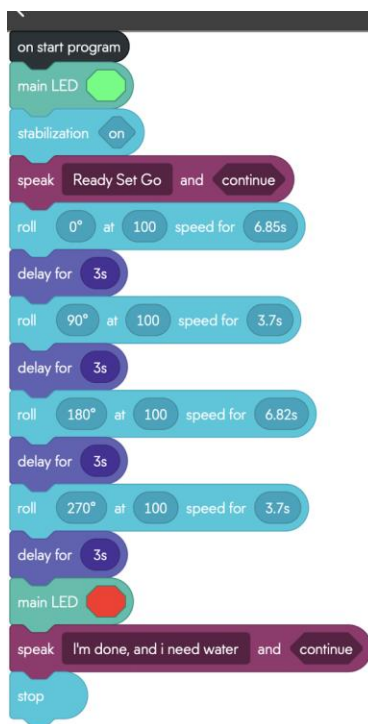 on start program
main LED
stabilization on
speak Ready Set Go and continue
roll 0° at 100 speed for 6.85s
delay for 3s
roll 90° at 100 speed for 3.7s
delay for 3s
roll 180° at 100 speed for 6.82s
delay for 3s
roll 270° at 100 speed for 3.7s
delay for 3s
main LED
speak I'm done, and i need water and continue
stop